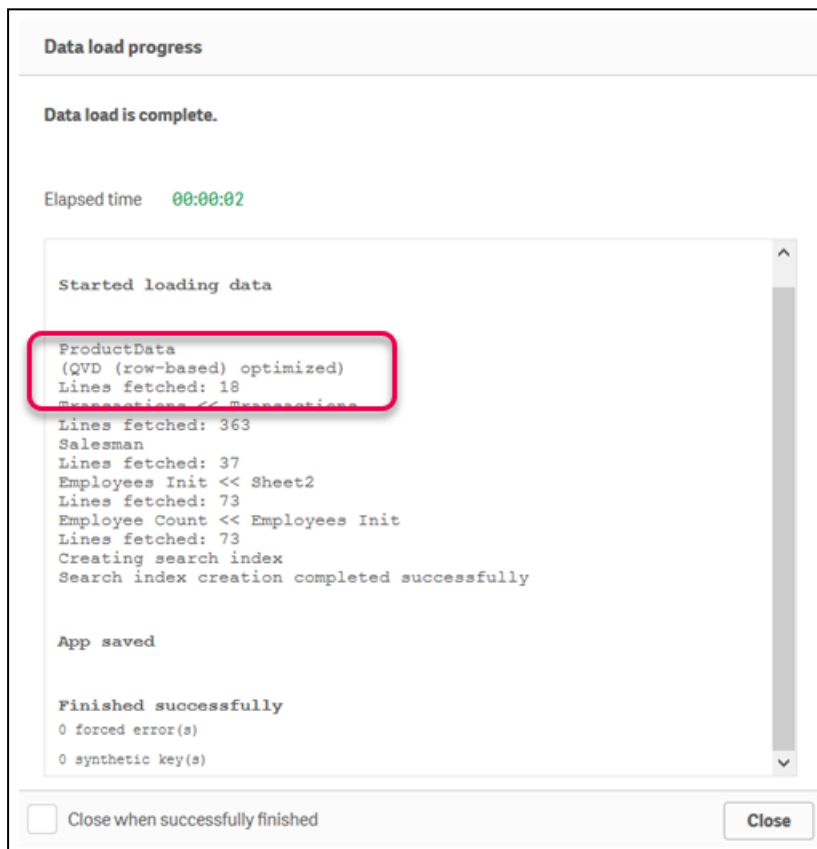 Data load progress
Data load is complete.
Elapsed time 00:00:02
Started loading data
ProductData
(QVD (row-based) optimized)
Lines fetched: 18
Transactions << Transactions
Lines fetched: 363
Salesman
Lines fetched: 37
Employees Init << Sheet2
Lines fetched: 73
Employee Count << Employees Init
Lines fetched: 73
Creating search index
Search index creation completed successfully
App saved
Finished successfully
0 forced error(s)
0 synthetic key(s)
Close when successfully finished
Close